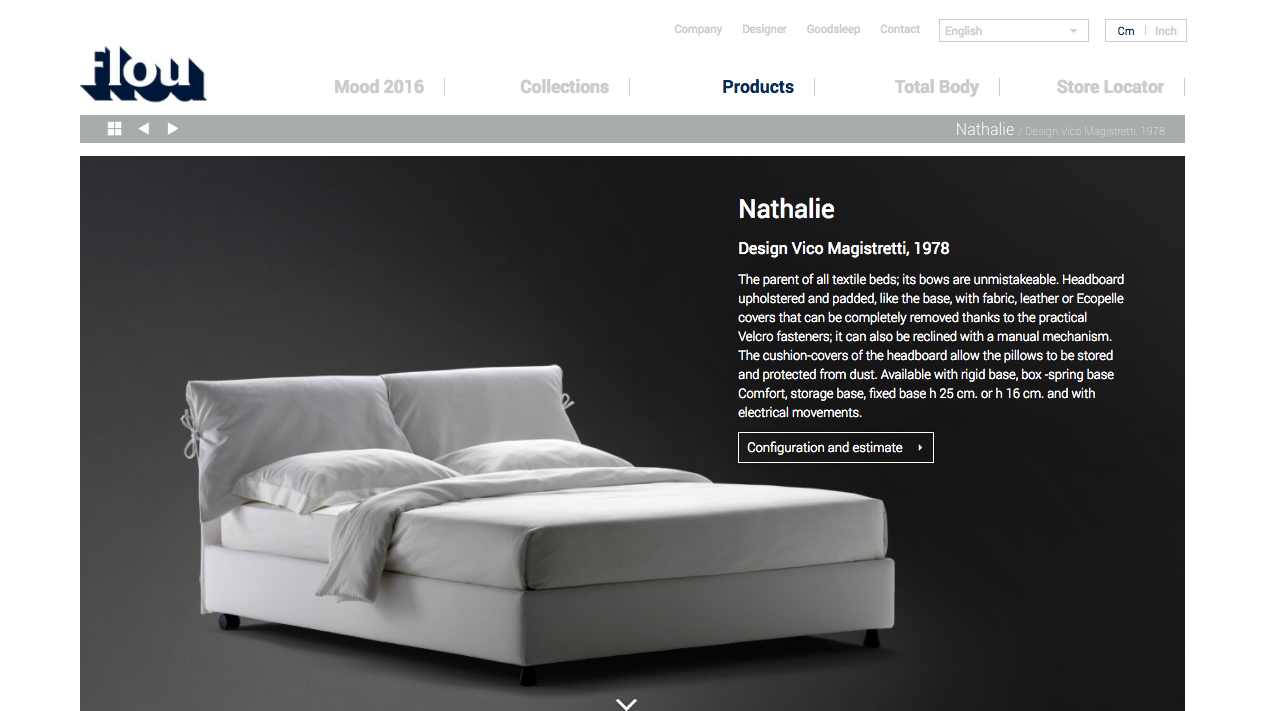 Company Designer Goodsleep Contact English Cm Inch
flou
Mood 2016 Collections Products Total Body Store Locator
Nathalie / Design Vico Magistretti, 1978
Nathalie
Design Vico Magistretti, 1978
The parent of all textile beds; its bows are unmistakeable. Headboard
upholstered and padded, like the base, with fabric, leather or Ecopelle
covers that can be completely removed thanks to the practical
Velcro fasteners; it can also be reclined with a manual mechanism.
The cushion-covers of the headboard allow the pillows to be stored
and protected from dust. Available with rigid base, box -spring base
Comfort, storage base, fixed base h 25 cm. or h 16 cm. and with
electrical movements.
Configuration and estimate